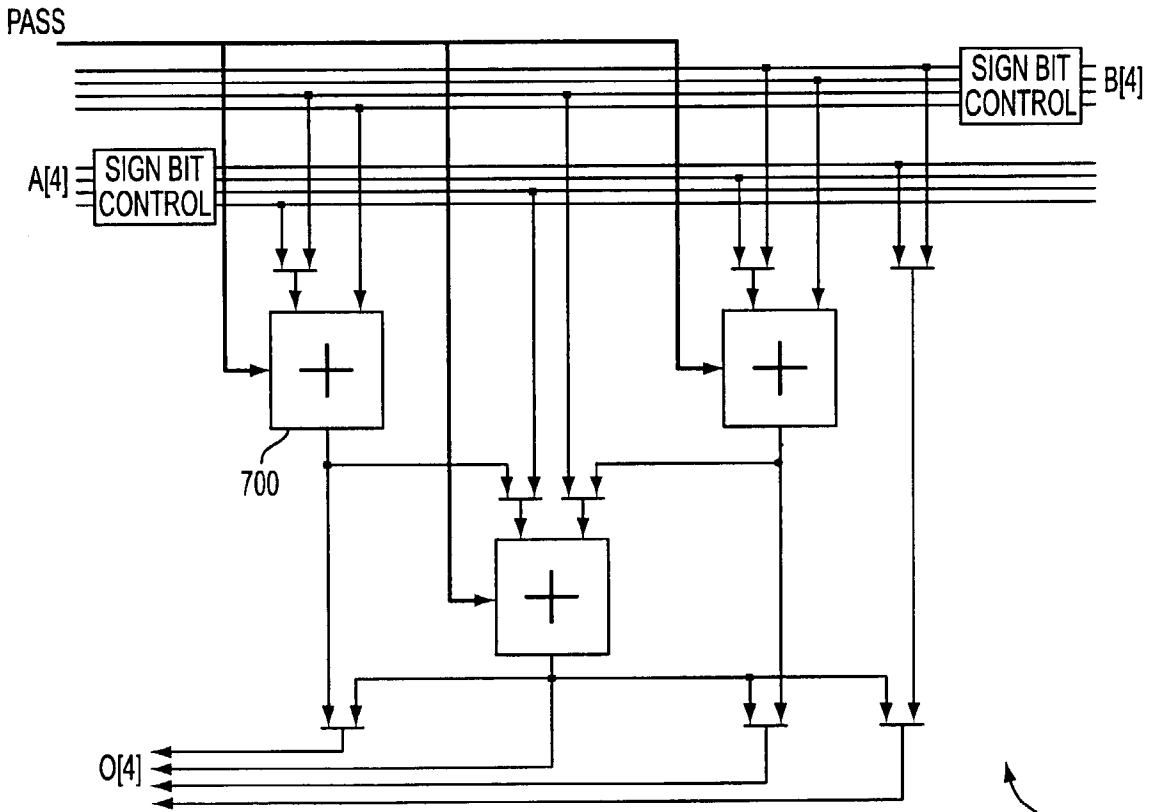 PASS
SIGN BIT
CONTROL
B[4]
A[4]
SIGN BIT
CONTROL
+
+
700
+
O[4]